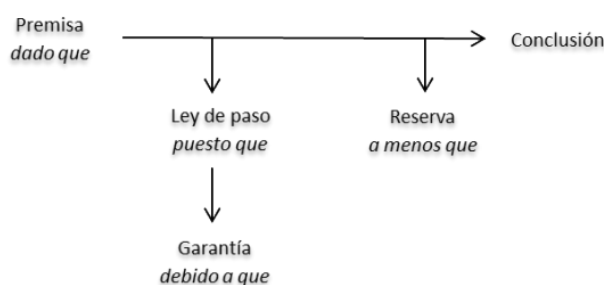 Premisa
dado que
Conclusión
Ley de paso
puesto que
Reserva
a menos que
Garantía
debido a que